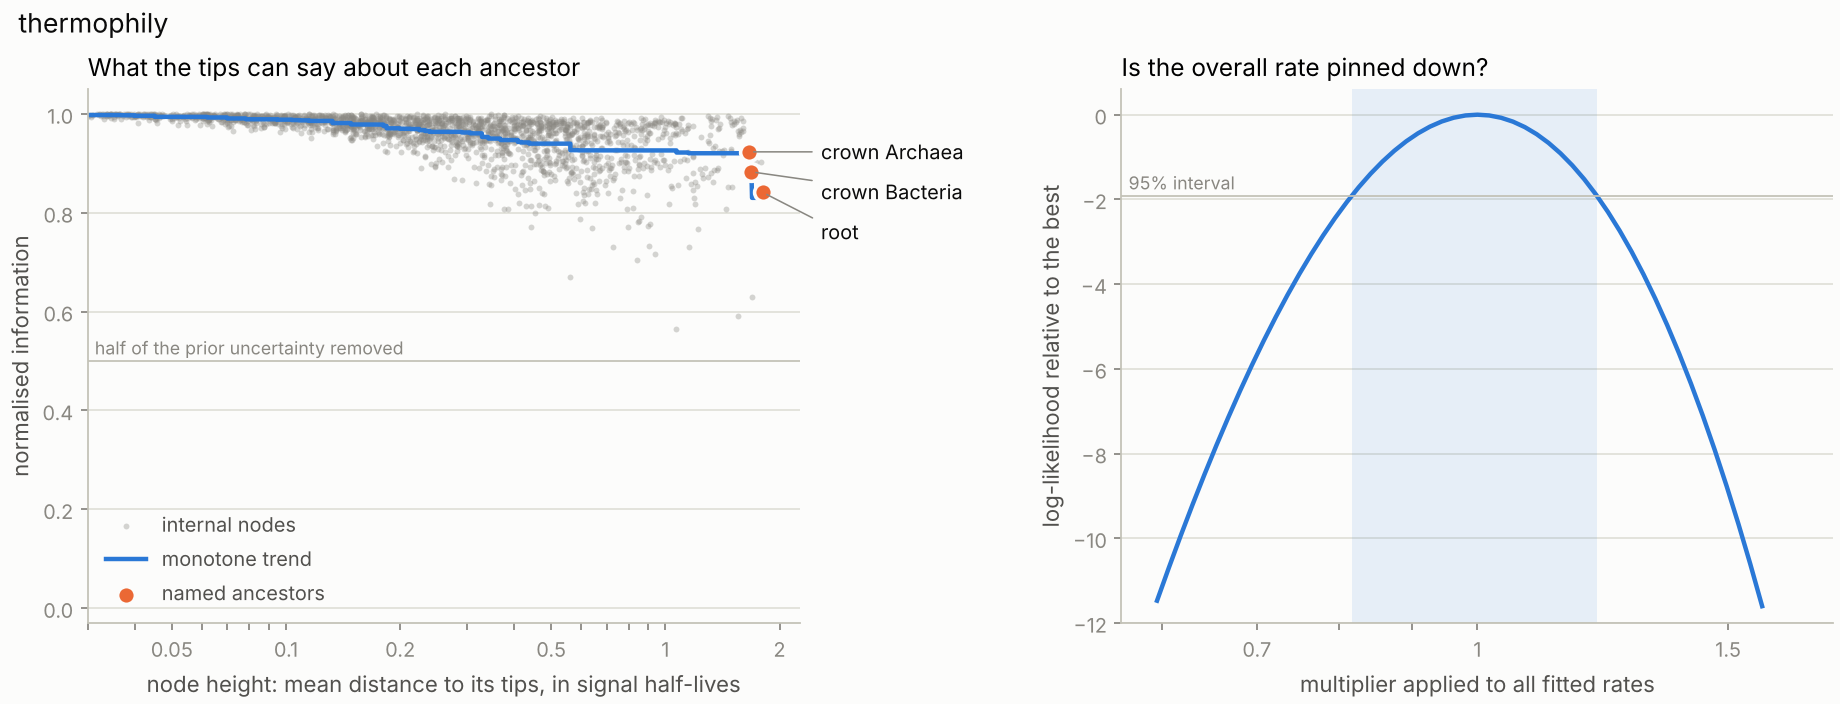 thermophily
What the tips can say about each ancestor
normalised information
1.0
0.8
0.6
0.4
0.2
0.0
half of the prior uncertainty removed
crown Archaea
crown Bacteria
root
internal nodes
monotone trend
named ancestors
0.05
0.1
0.2
0.5
1
2
node height: mean distance to its tips, in signal half-lives
Is the overall rate pinned down?
log-likelihood relative to the best
0
−2
−4
−6
−8
−10
−12
95% interval
0.7
1
1.5
multiplier applied to all fitted rates